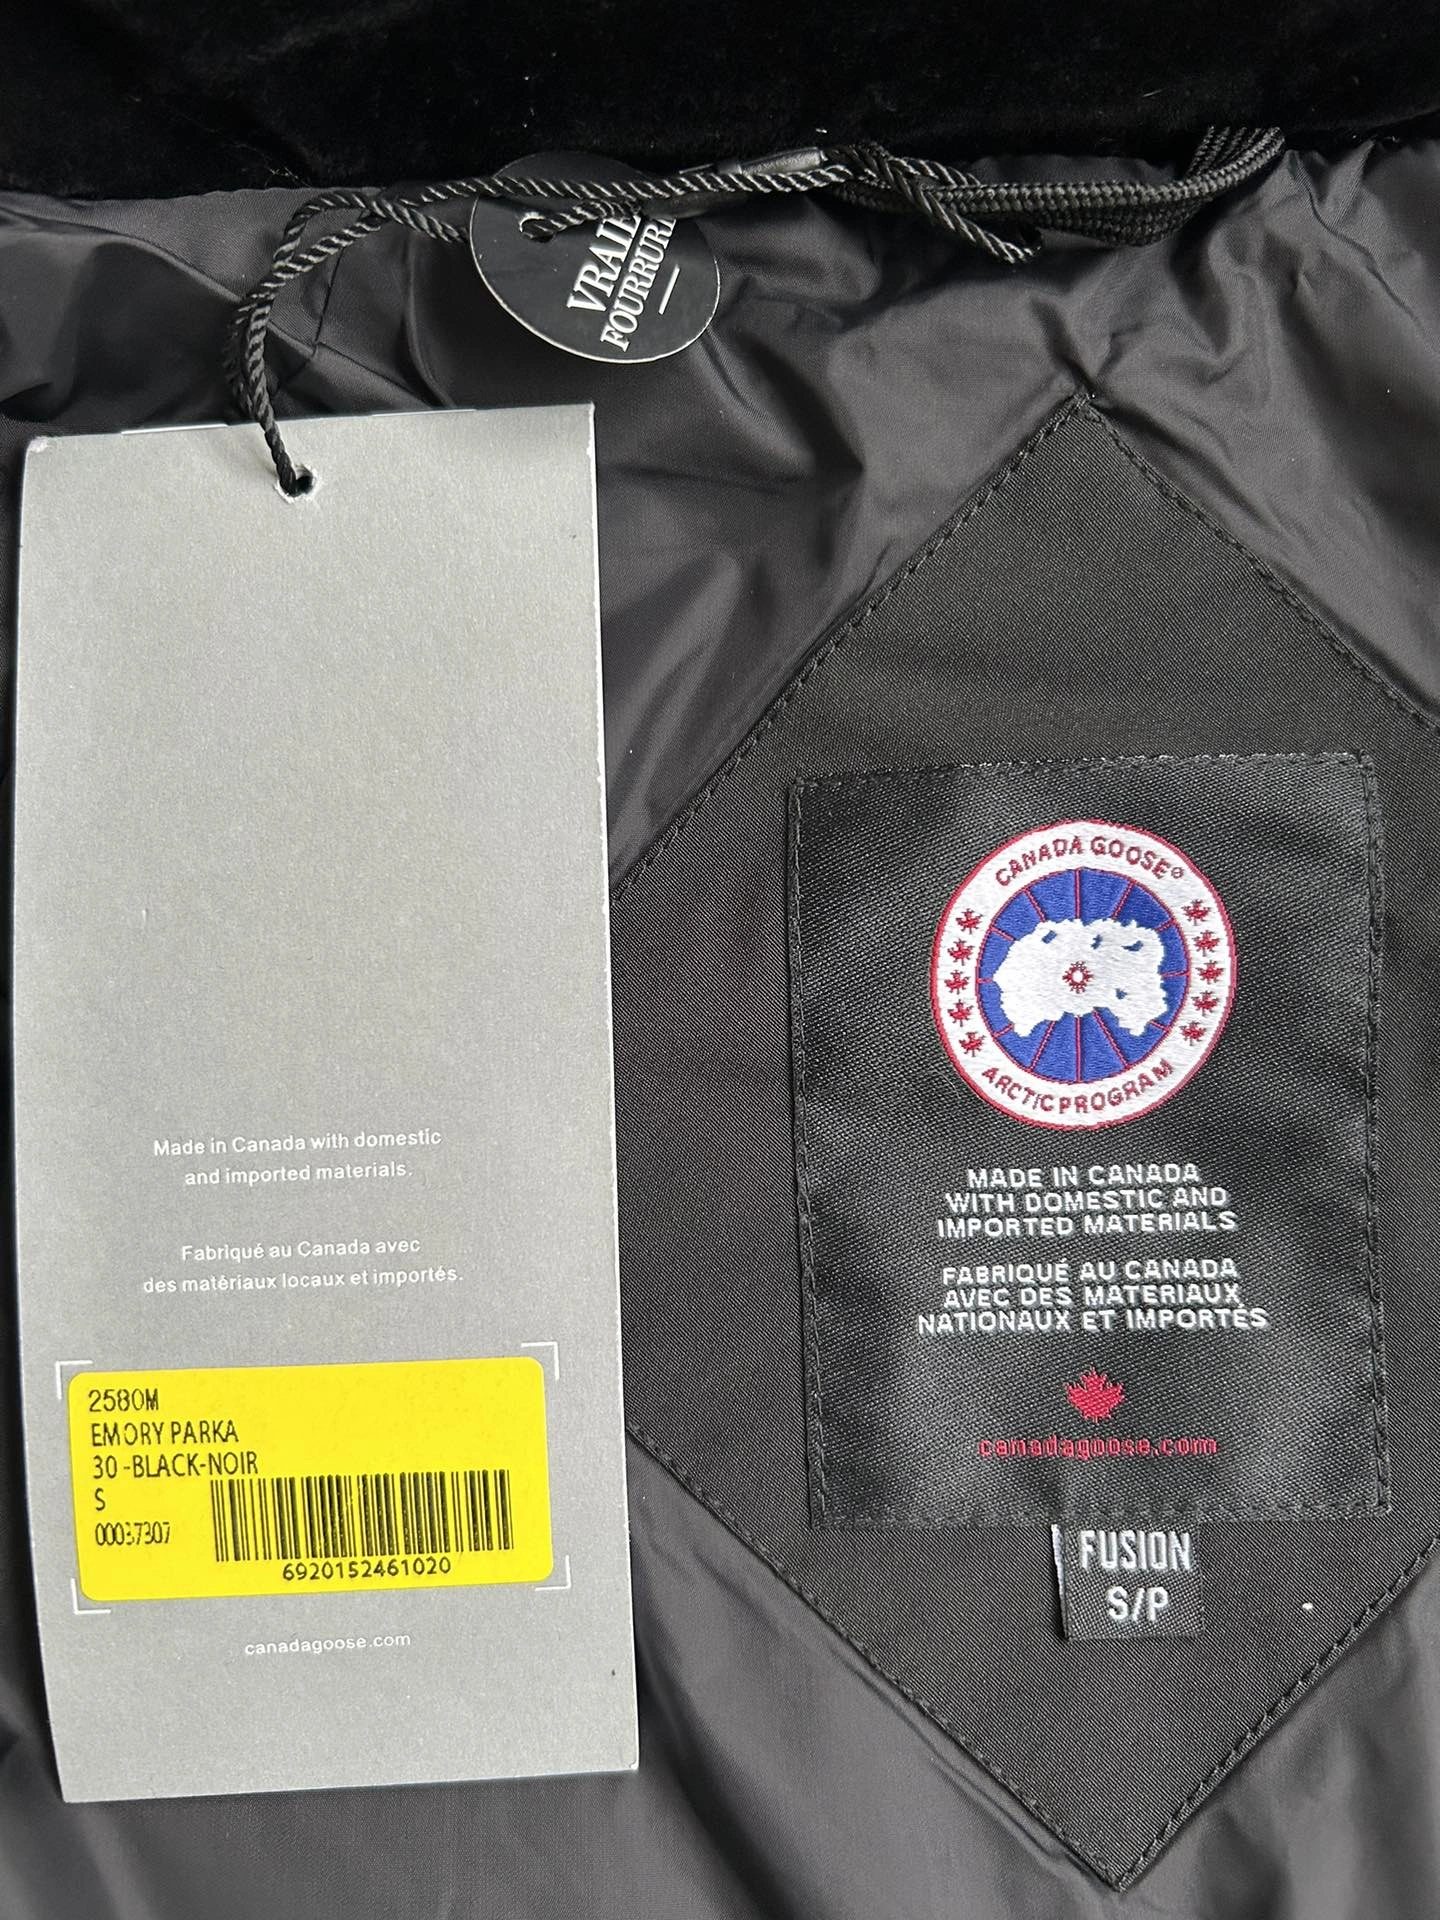 VRAIE
FOURRURE
Made in Canada with domestic
and imported materials.
Fabriqué au Canada avec
des matériaux locaux et importés.
2580M
EMORY PARKA
30 -BLACK-NOIR
S
00037307
6920152461020
canadagoose.com
CANADA GOOSE®
ARCTIC PROGRAM
MADE IN CANADA
WITH DOMESTIC AND
IMPORTED MATERIALS
FABRIQUÉ AU CANADA
AVEC DES MATERIAUX
NATIONAUX ET IMPORTÉS
canadagoose.com
FUSION
S/P